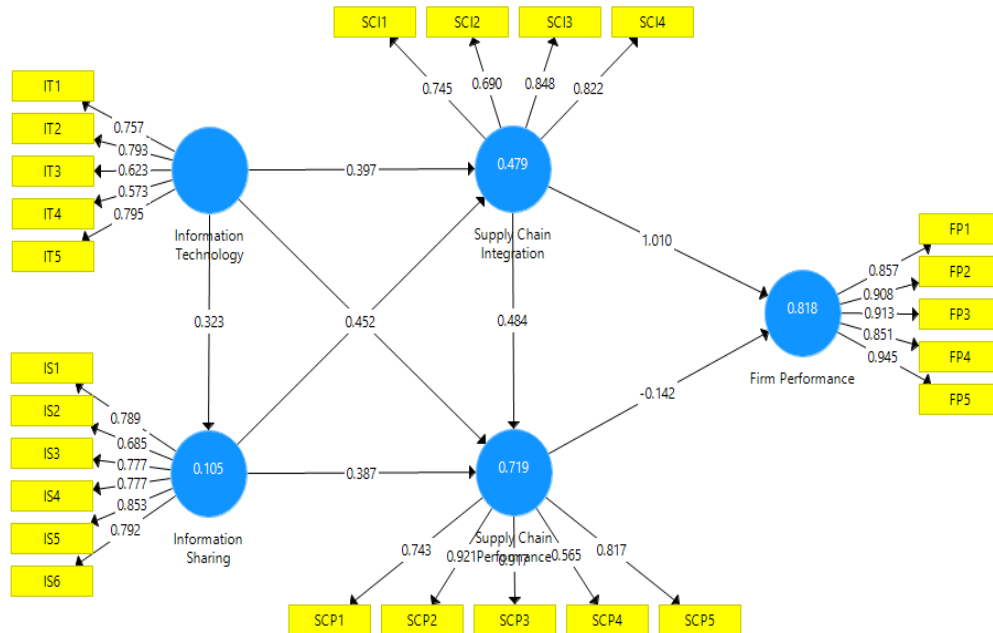 SCI1
SCI2
SCI3
SCI4
0.745
0.690
0.848
0.822
IT1
IT2
IT3
IT4
IT5
0.757
0.793
0.623
0.573
0.795
Information
Technology
0.397
0.479
Supply Chain
Integration
1.010
0.323
0.452
0.484
FP1
FP2
FP3
FP4
FP5
0.857
0.908
0.913
0.851
0.945
0.818
Firm Performance
-0.142
IS1
IS2
IS3
IS4
IS5
IS6
0.789
0.685
0.777
0.777
0.853
0.792
0.105
Information
Sharing
0.387
0.719
Supply Chain
Performance
0.743
0.921
0.565
0.817
SCP1
SCP2
SCP3
SCP4
SCP5